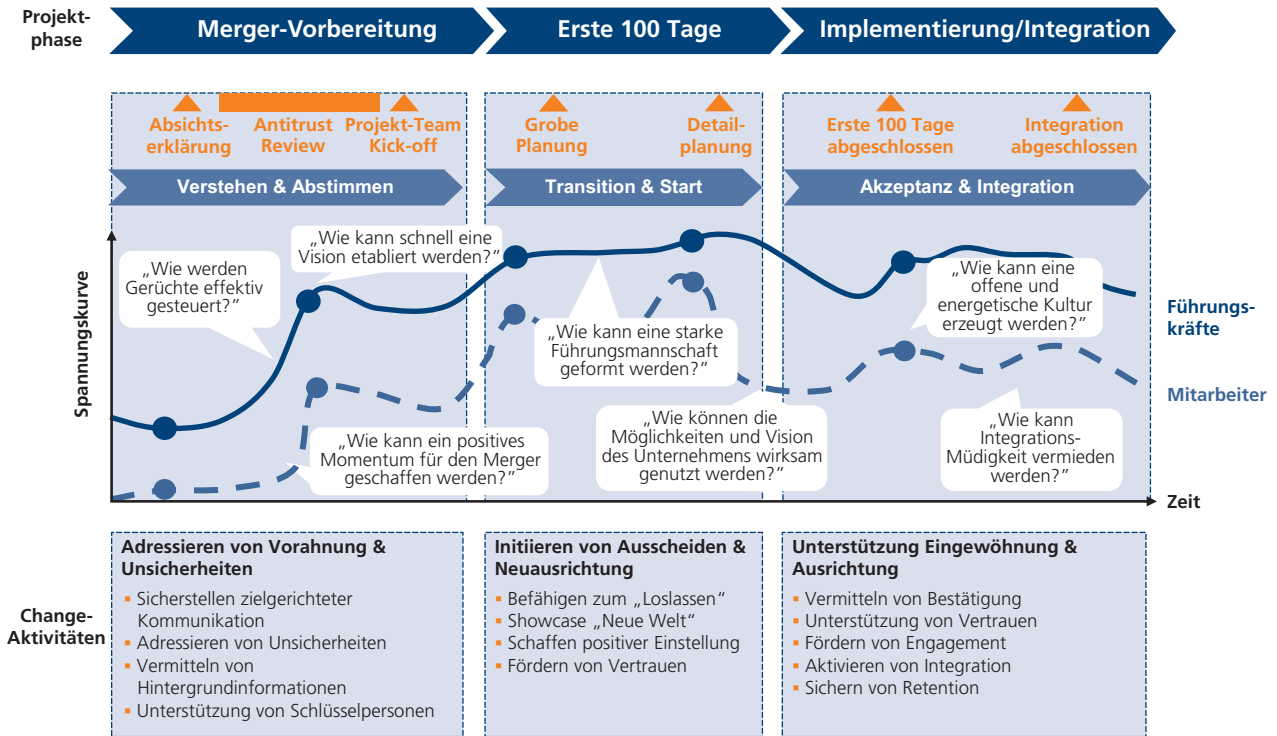 Projekt-
phase
Merger-Vorbereitung
Erste 100 Tage
Implementierung/Integration
Absichts-
erklärung
Antitrust
Review
Projekt-Team
Kick-off
Grobe
Planung
Detail-
planung
Erste 100 Tage
abgeschlossen
Integration
abgeschlossen
Verstehen & Abstimmen
Transition & Start
Akzeptanz & Integration
Spannungskurve
„Wie werden
Gerüchte effektiv
gesteuert?"
„Wie kann schnell eine
Vision etabliert werden?"
„Wie kann ein positives
Momentum für den Merger
geschaffen werden?"
„Wie kann eine starke
Führungsmannschaft
geformt werden?"
„Wie können die
Möglichkeiten und Vision
des Unternehmens wirksam
genutzt werden?"
„Wie kann eine
offene und
energetische Kultur
erzeugt werden?"
„Wie kann
Integrations-
Müdigkeit vermieden
werden?"
Führungs-
kräfte
Mitarbeiter
Zeit
Change-
Aktivitäten
Adressieren von Vorahnung &
Unsicherheiten
▪ Sicherstellen zielgerichteter
Kommunikation
▪ Adressieren von Unsicherheiten
▪ Vermitteln von
Hintergrundinformationen
▪ Unterstützung von Schlüsselpersonen
Initiieren von Ausscheiden &
Neuausrichtung
▪ Befähigen zum „Loslassen"
▪ Showcase „Neue Welt"
▪ Schaffen positiver Einstellung
▪ Fördern von Vertrauen
Unterstützung Eingewöhnung &
Ausrichtung
▪ Vermitteln von Bestätigung
▪ Unterstützung von Vertrauen
▪ Fördern von Engagement
▪ Aktivieren von Integration
▪ Sichern von Retention